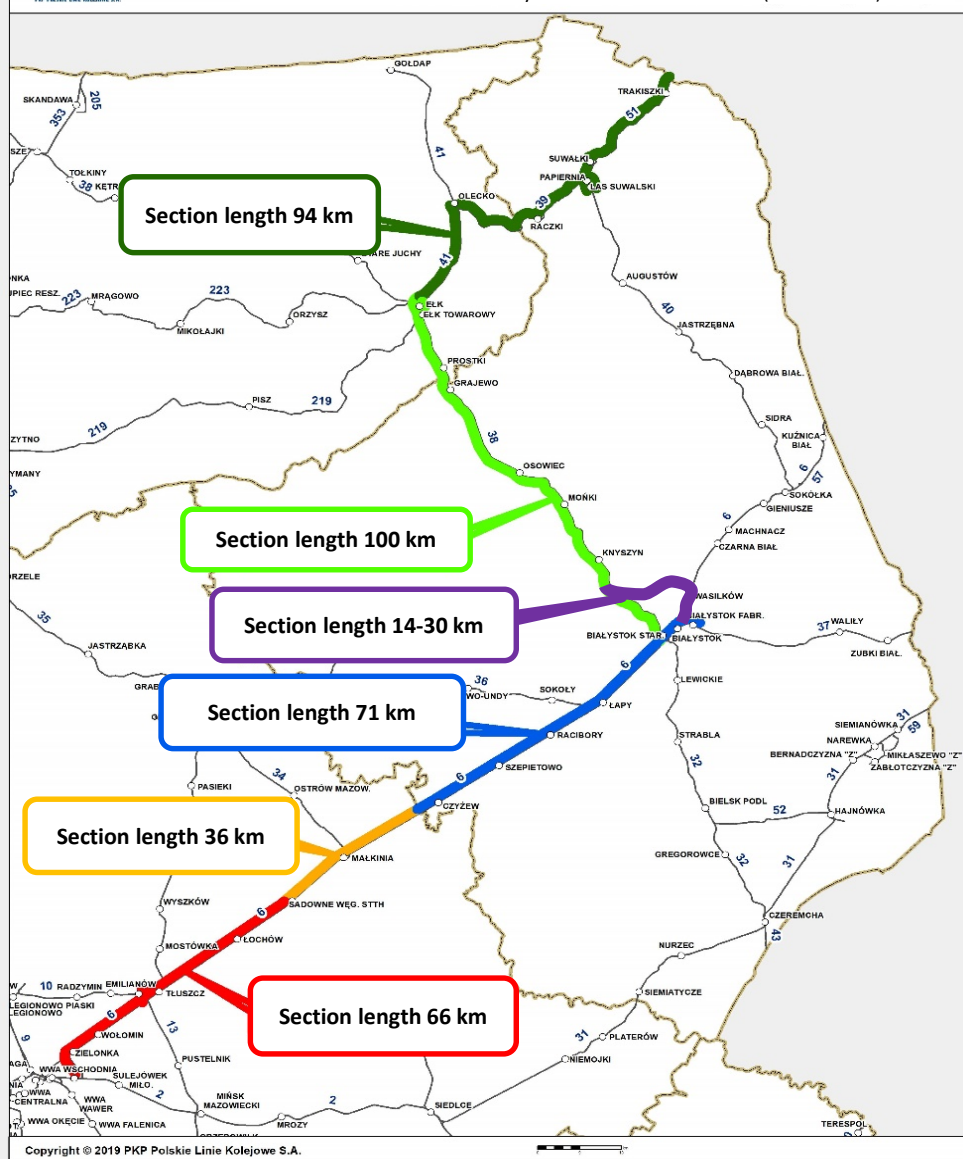 GOŁDAP
TRAKISZKI
SKANDAWA
205
353
51
41
SUWAŁKI
TOŁKINY
PAPIERNIA
38
LAS SUWALSKI
OLECKO
39
RACZKI
Section length 94 km
STARE JUCHY
41
AUGUSTÓW
223
MRĄGOWO
223
ORZYSZ
EŁK
EŁK TOWAROWY
40
MIKOŁAJKI
JASTRZĘBNA
PROSTKI
DĄBROWA BIAŁ.
GRAJEWO
PISZ
219
219
38
SIDRA
KUŹNICA
BIAŁ
OSOWIEC
6
57
SOKÓŁKA
MOŃKI
GIENIUSZE
Section length 100 km
6
MACHNACZ
CZARNA BIAŁ
KNYSZYN
WASILKÓW
35
Section length 14-30 km
BIAŁYSTOK FABR.
37
WALIŁY
BIAŁYSTOK STAR.
BIAŁYSTOK
ZUBKI BIAŁ.
JASTRZĄBKA
6
36
LEWICKIE
SOKOŁY
ŁAPY
Section length 71 km
31
SIEMIANÓWKA
59
RACIBORY
STRABLA
NAREWKA
MIKŁASZEWO "Z"
BERNADCZYZNA "Z"
ZABŁOTCZYZNA "Z"
34
SZEPIETOWO
32
31
PASIEKI
6
OSTRÓW MAZOW.
CZYŻEW
BIELSK PODL
52
HAJNÓWKA
Section length 36 km
MAŁKINIA
GREGOROWCE
32
31
SADOWNE WĘG. STTH
6
WYSZKÓW
CZEREMCHA
43
ŁOCHÓW
MOSTÓWKA
NURZEC
10
RADZYMIN
EMILIANÓW
TŁUSZCZ
SIEMIATYCZE
LEGIONOWO PIASKI
LEGIONOWO
6
Section length 66 km
9
WOŁOMIN
13
31
PLATERÓW
ZIELONKA
NIEMOJKI
PUSTELNIK
WWA WSCHODNIA
SULEJÓWEK
MIŁO.
2
WWA
CENTRALNA
WWA
WAWER
MIŃSK
MAZOWIECKI
2
SIEDLCE
WWA OKĘCIE
WWA FALENICA
MROZY
TERESPOL
Copyright © 2019 PKP Polskie Linie Kolejowe S.A.